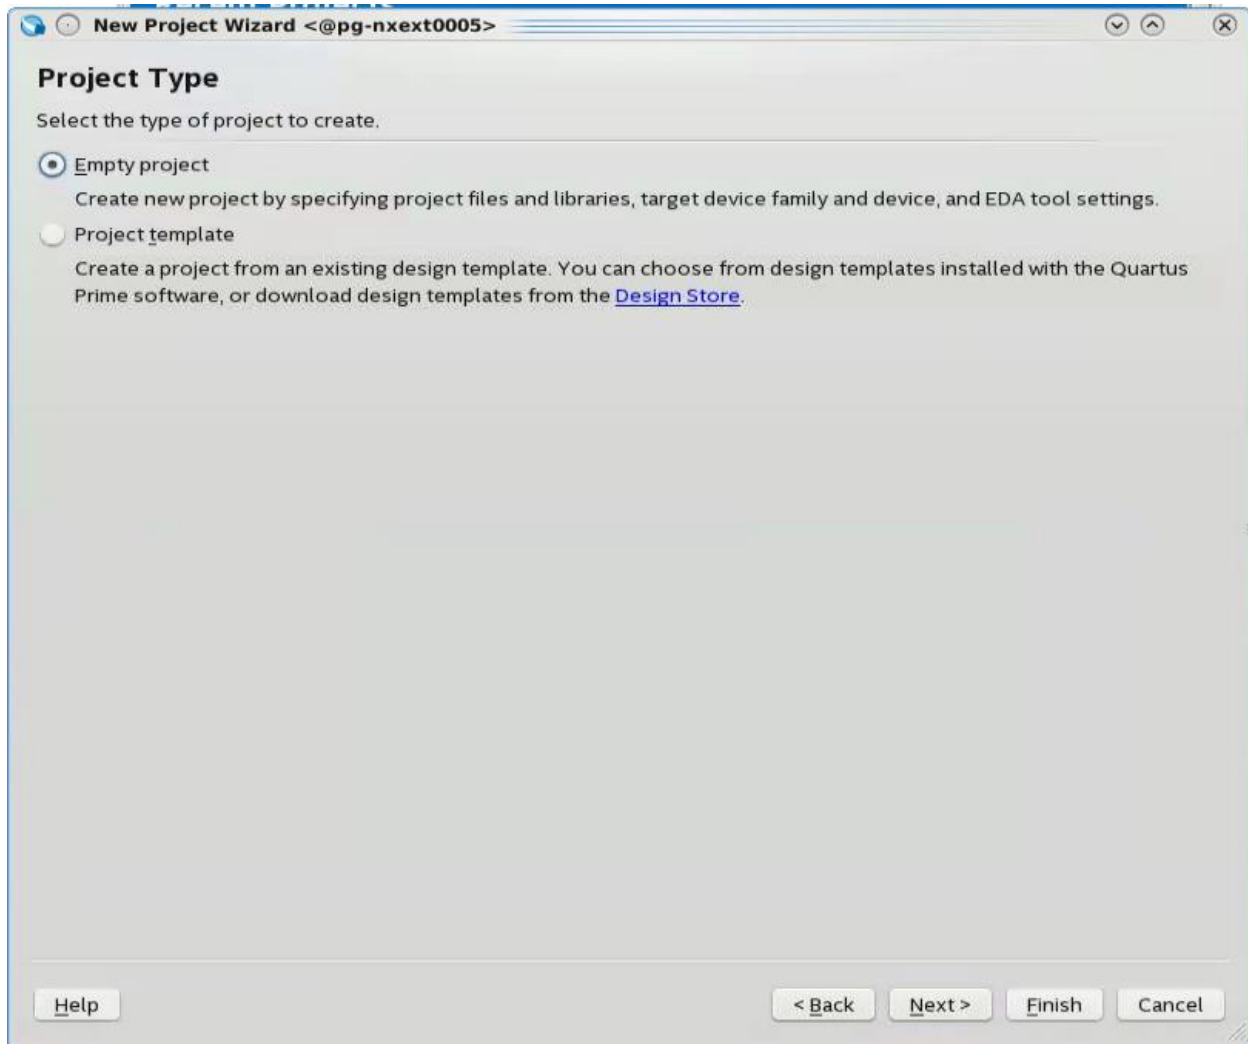 New Project Wizard <@pg-nxext0005>
Project Type
Select the type of project to create.
Empty project
Create new project by specifying project files and libraries, target device family and device, and EDA tool settings.
Project template
Create a project from an existing design template. You can choose from design templates installed with the Quartus
Prime software, or download design templates from the Design Store.
Help
< Back
Next >
Finish
Cancel